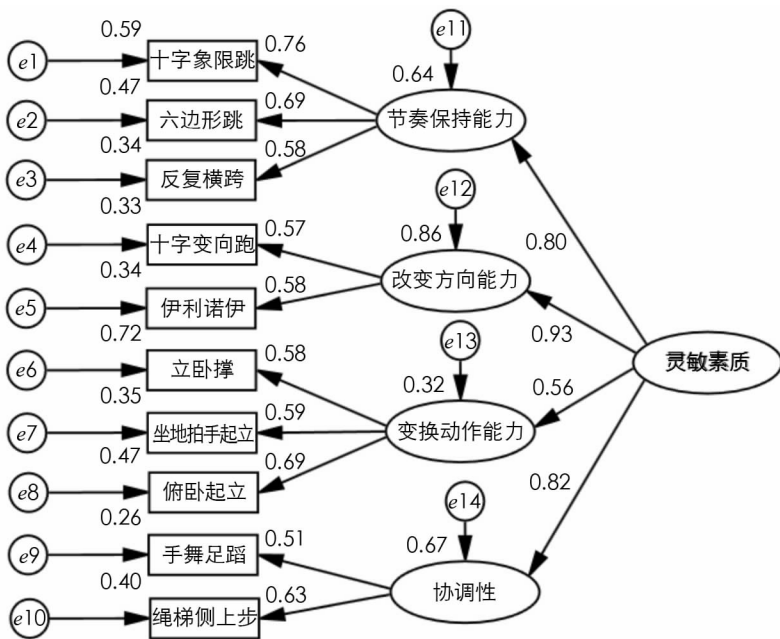 e11
0.59
0.76
0.64
e1
十字象限跳
0.47
0.69
e2
六边形跳
节奏保持能力
0.34
0.58
e3
反复横跨
e12
0.33
0.57
0.86
0.80
e4
十字变向跑
0.34
0.58
改变方向能力
e5
伊利诺伊
0.93
0.72
e13
e6
立卧撑
0.58
0.32
0.56
灵敏素质
0.35
0.59
e7
坐地拍手起立
变换动作能力
0.47
0.69
e8
俯卧起立
0.82
e14
0.26
0.51
0.67
e9
手舞足蹈
0.40
0.63
协调性
e10
绳梯侧上步